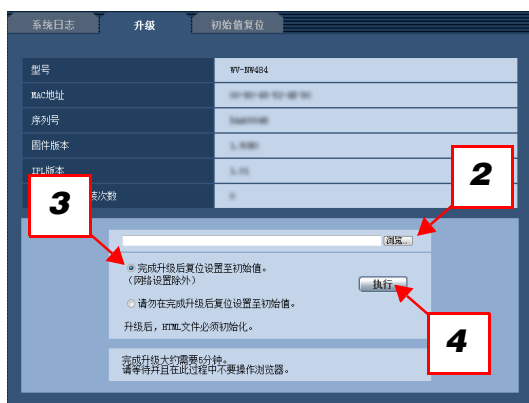 系统日志 升级 初始值复位
型号 WV-NW484
MAC地址
序列号
固件版本
IPL版本 1.01
装次数
2
3
浏览...
完成升级后复位设置至初始值。
(网络设置除外)
执行
请勿在完成升级后复位设置至初始值。
4
升级后，HTML文件必须初始化。
完成升级大约需要5分钟。
请等待并且在此过程中不要操作浏览器。